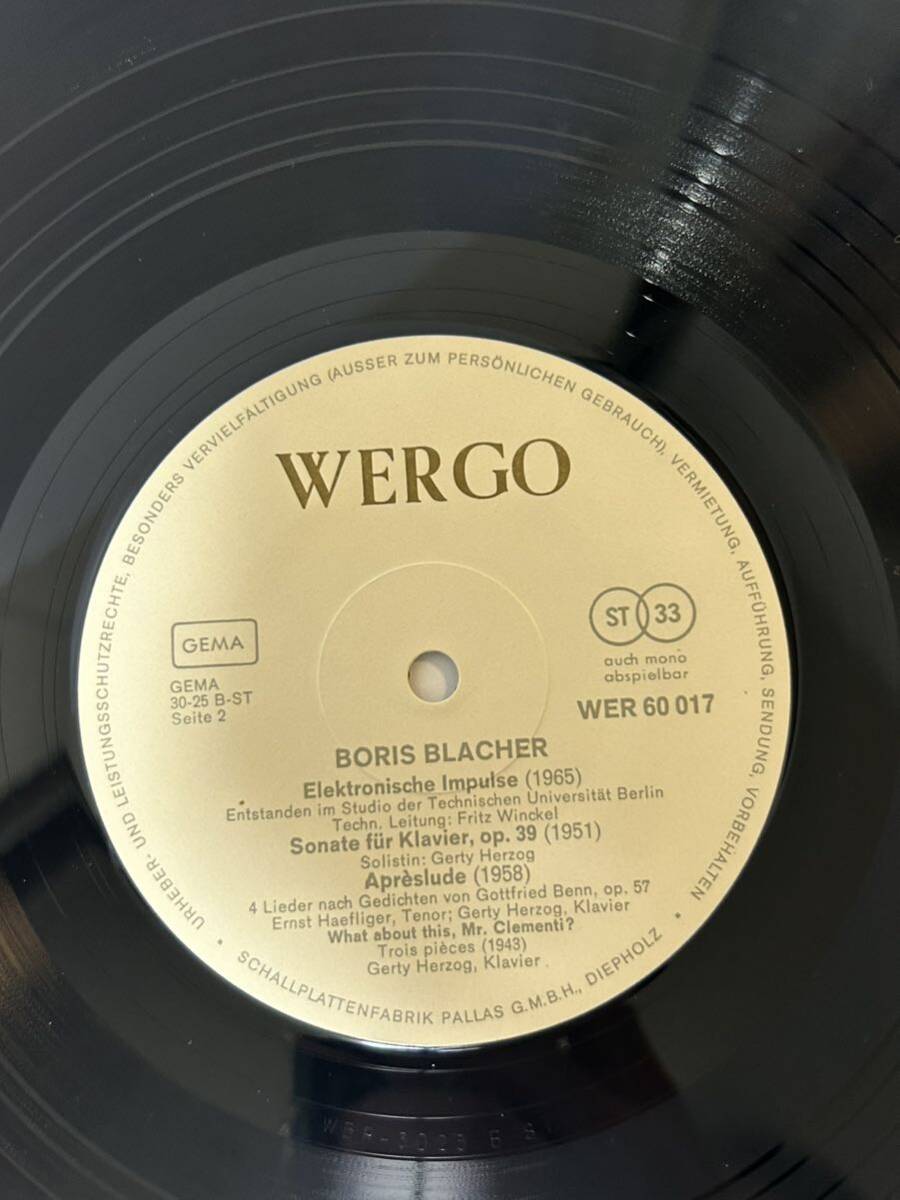 URHEBER- UND LEISTUNGSSCHUTZRECHTE, BESONDERS VERVIELFÄLTIGUNG (AUSSER ZUM PERSÖNLICHEN GEBRAUCH), VERMIETUNG, AUFFÜHRUNG, SENDUNG, VORBEHALTEN
WERGO
GEMA
GEMA
30-25 B-ST
Seite 2
ST 33
auch mono
abspielbar
WER 60 017
BORIS BLACHER
Elektronische Impulse (1965)
Entstanden im Studio der Technischen Universität Berlin
Techn. Leitung: Fritz Winckel
Sonate für Klavier, op. 39 (1951)
Solistin: Gerty Herzog
Aprèslude (1958)
4 Lieder nach Gedichten von Gottfried Benn, op. 57
Ernst Haefliger, Tenor; Gerty Herzog, Klavier
What about this, Mr. Clementi?
Trois pièces (1943)
Gerty Herzog, Klavier
• SCHALLPLATTENFABRIK PALLAS G.M.B.H., DIEPHOLZ •